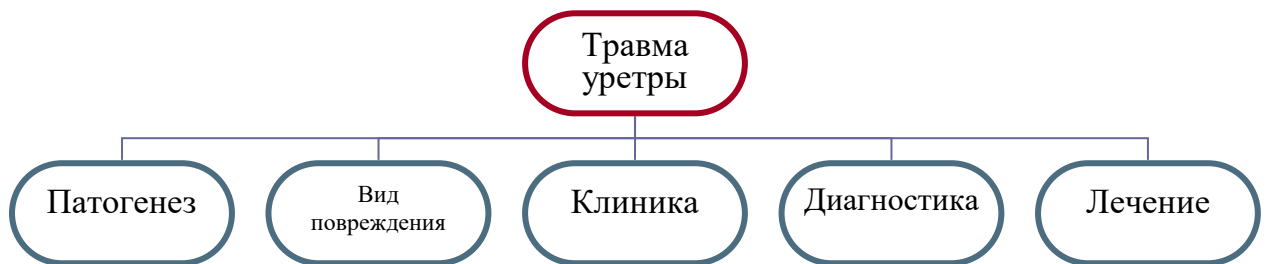 Травма
уретры
Патогенез
Вид
повреждения
Клиника
Диагностика
Лечение